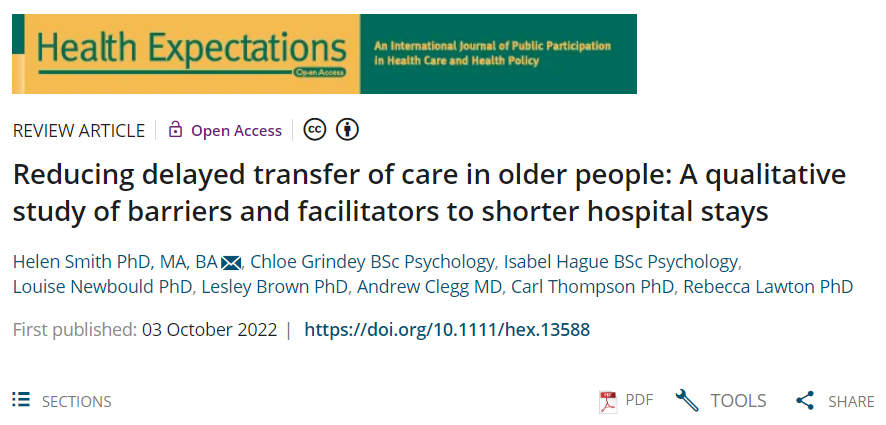 Health Expectations
Open Access
An International Journal of Public Participation
in Health Care and Health Policy
REVIEW ARTICLE Open Access cc
Reducing delayed transfer of care in older people: A qualitative
study of barriers and facilitators to shorter hospital stays
Helen Smith PhD, MA, BA, Chloe Grindey BSc Psychology, Isabel Hague BSc Psychology,
Louise Newbould PhD, Lesley Brown PhD, Andrew Clegg MD, Carl Thompson PhD, Rebecca Lawton PhD
First published: 03 October 2022 | https://doi.org/10.1111/hex.13588
SECTIONS PDF TOOLS SHARE